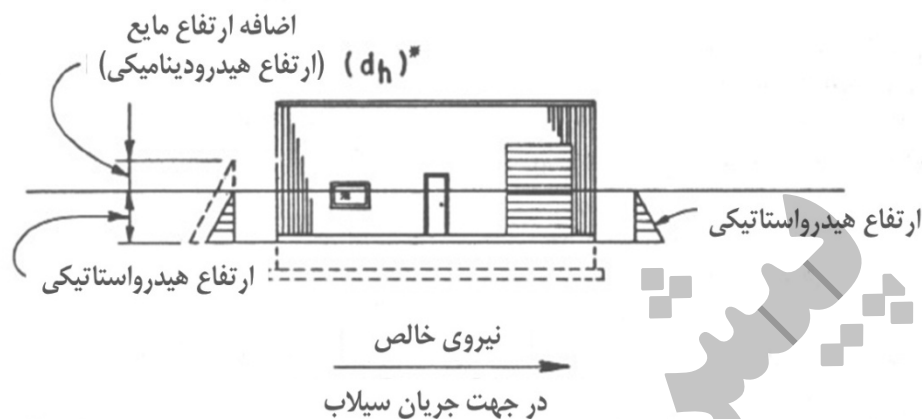 اضافه ارتفاع مایع
(ارتفاع هیدرودینامیکی) (dh)*
ارتفاع هیدرواستاتیکی
ارتفاع هیدرواستاتیکی
نیروی خالص
در جهت جریان سیلاب